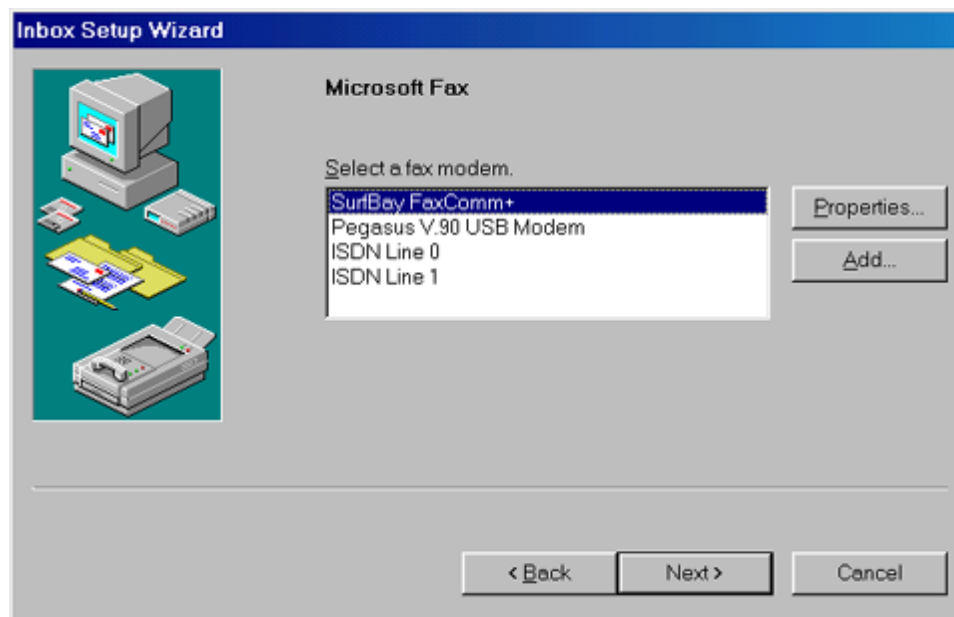 Inbox Setup Wizard
Microsoft Fax
Select a fax modem.
SurfBay FaxComm+
Pegasus V.90 USB Modem
ISDN Line 0
ISDN Line 1
Properties...
Add...
< Back
Next >
Cancel